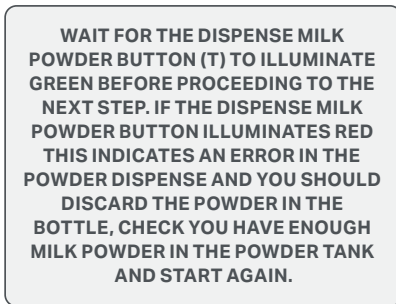 WAIT FOR THE DISPENSE MILK
POWDER BUTTON (T) TO ILLUMINATE
GREEN BEFORE PROCEEDING TO THE
NEXT STEP. IF THE DISPENSE MILK
POWDER BUTTON ILLUMINATES RED
THIS INDICATES AN ERROR IN THE
POWDER DISPENSE AND YOU SHOULD
DISCARD THE POWDER IN THE
BOTTLE, CHECK YOU HAVE ENOUGH
MILK POWDER IN THE POWDER TANK
AND START AGAIN.